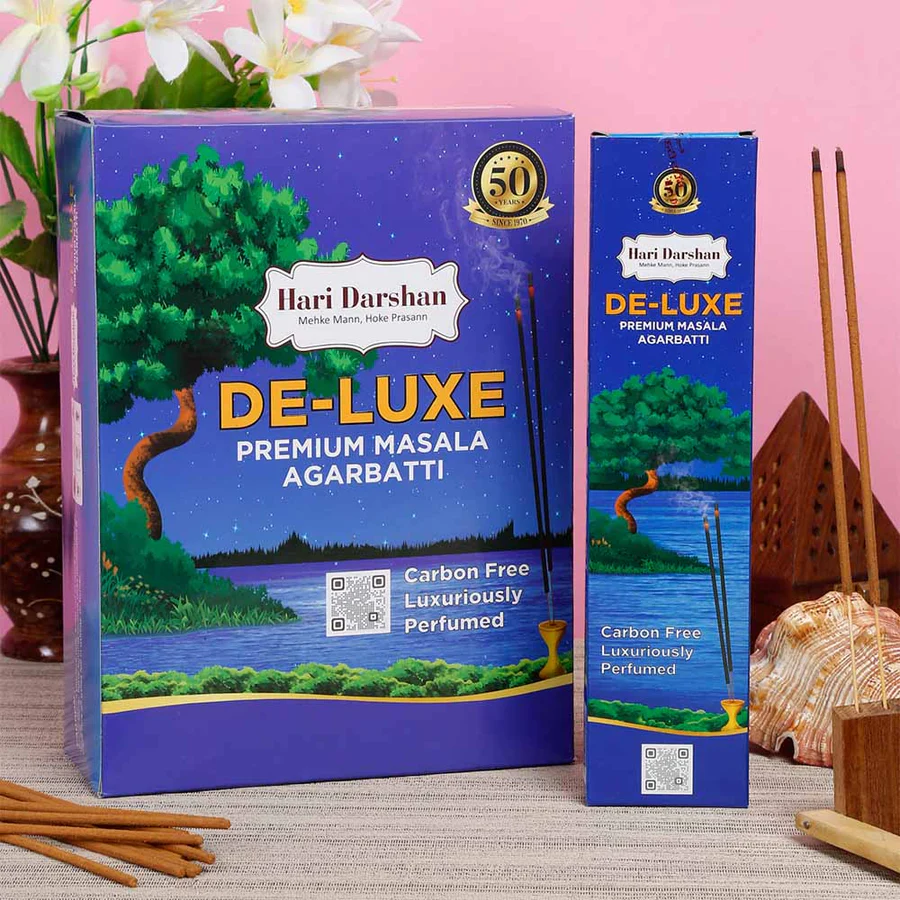 50
YEARS
SINCE 1970
Hari Darshan
Mehke Mann, Hoke Prasann
DE-LUXE
PREMIUM MASALA
AGARBATTI
Carbon Free
Luxuriously
Perfumed
50
Hari Darshan
Mehke Mann, Hoke Prasann
DE-LUXE
PREMIUM MASALA
AGARBATTI
Carbon Free
Luxuriously
Perfumed